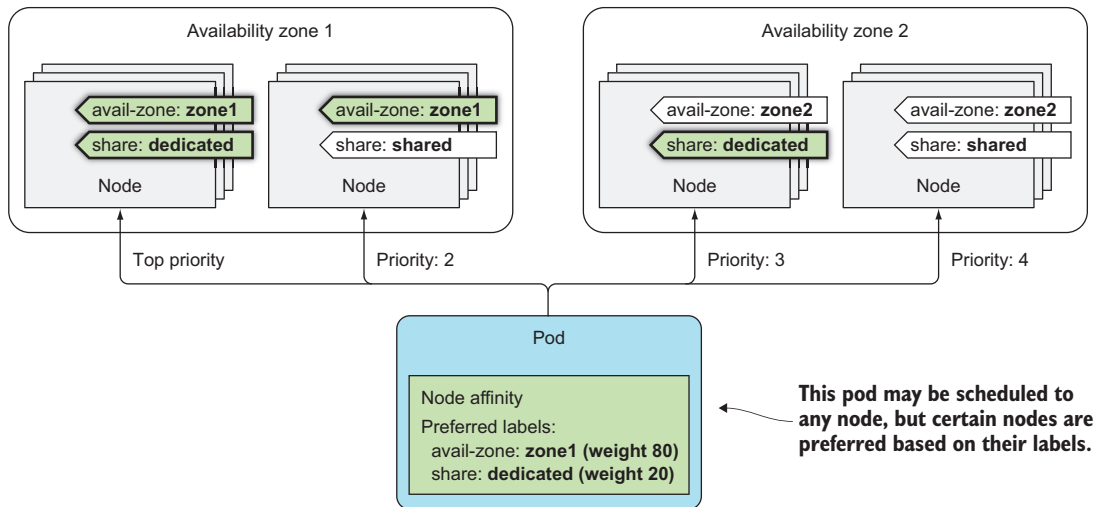 Availability zone 1
avail-zone: zone1
share: dedicated
Node
avail-zone: zone1
share: shared
Node
Availability zone 2
avail-zone: zone2
share: dedicated
Node
avail-zone: zone2
share: shared
Node
Top priority
Priority: 2
Priority: 3
Priority: 4
Pod
Node affinity
Preferred labels:
avail-zone: zone1 (weight 80)
share: dedicated (weight 20)
This pod may be scheduled to
any node, but certain nodes are
preferred based on their labels.